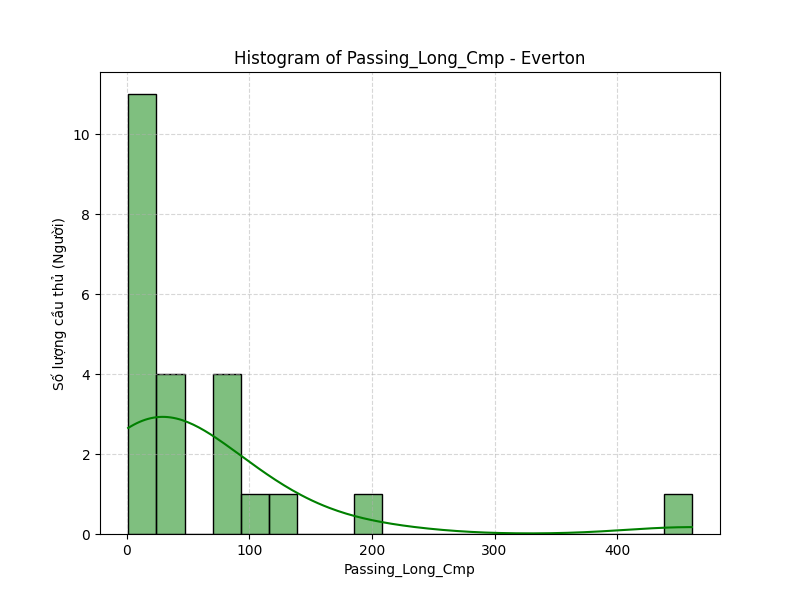 Histogram of Passing_Long_Cmp - Everton
Số lượng cầu thủ (Người)
10
8
6
4
2
0
0 100 200 300 400
Passing_Long_Cmp